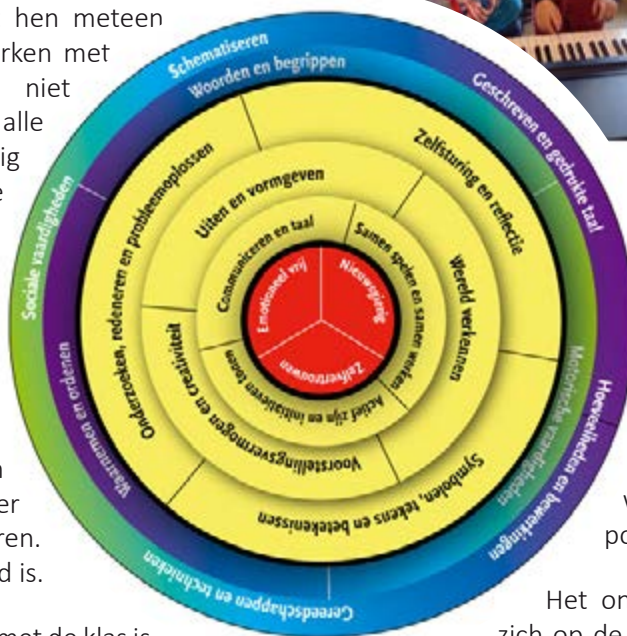 hen meteen
rken met
niet
alle
ig
e
er
ren.
d is.
met de klas is
Schematiseren
Geschreven en gedrukte taal
Hoeveelheden en bewerkingen
Gereedschappen en technieken
Sociale vaardigheden
Woorden en begrippen
Motorische vaardigheden
Waarnemen en ordenen
Zelfsturing en reflectie
Symbolen, tekens en betekenissen
Onderzoeken, redeneren en probleemoplossen
Uiten en vormgeven
Wereld verkennen
Voorstellingsvermogen en creativiteit
Communiceren en taal
Samen spelen en samen werken
Actief zijn en initiatieven tonen
Emotioneel vrij
Nieuwsgierig
Zelfvertrouwen
po
Het on
zich op de